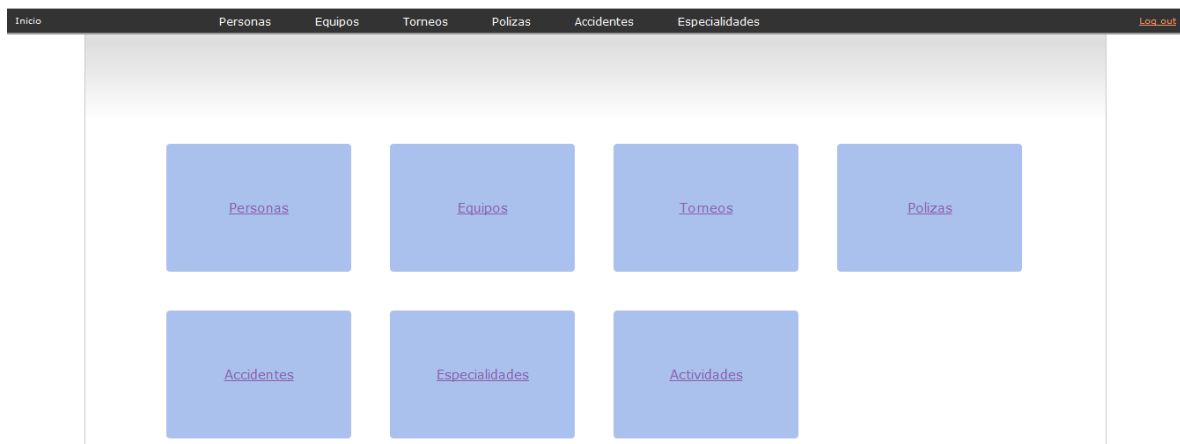 Inicio Personas Equipos Torneos Polizas Accidentes Especialidades Log out
Personas Equipos Torneos Polizas
Accidentes Especialidades Actividades